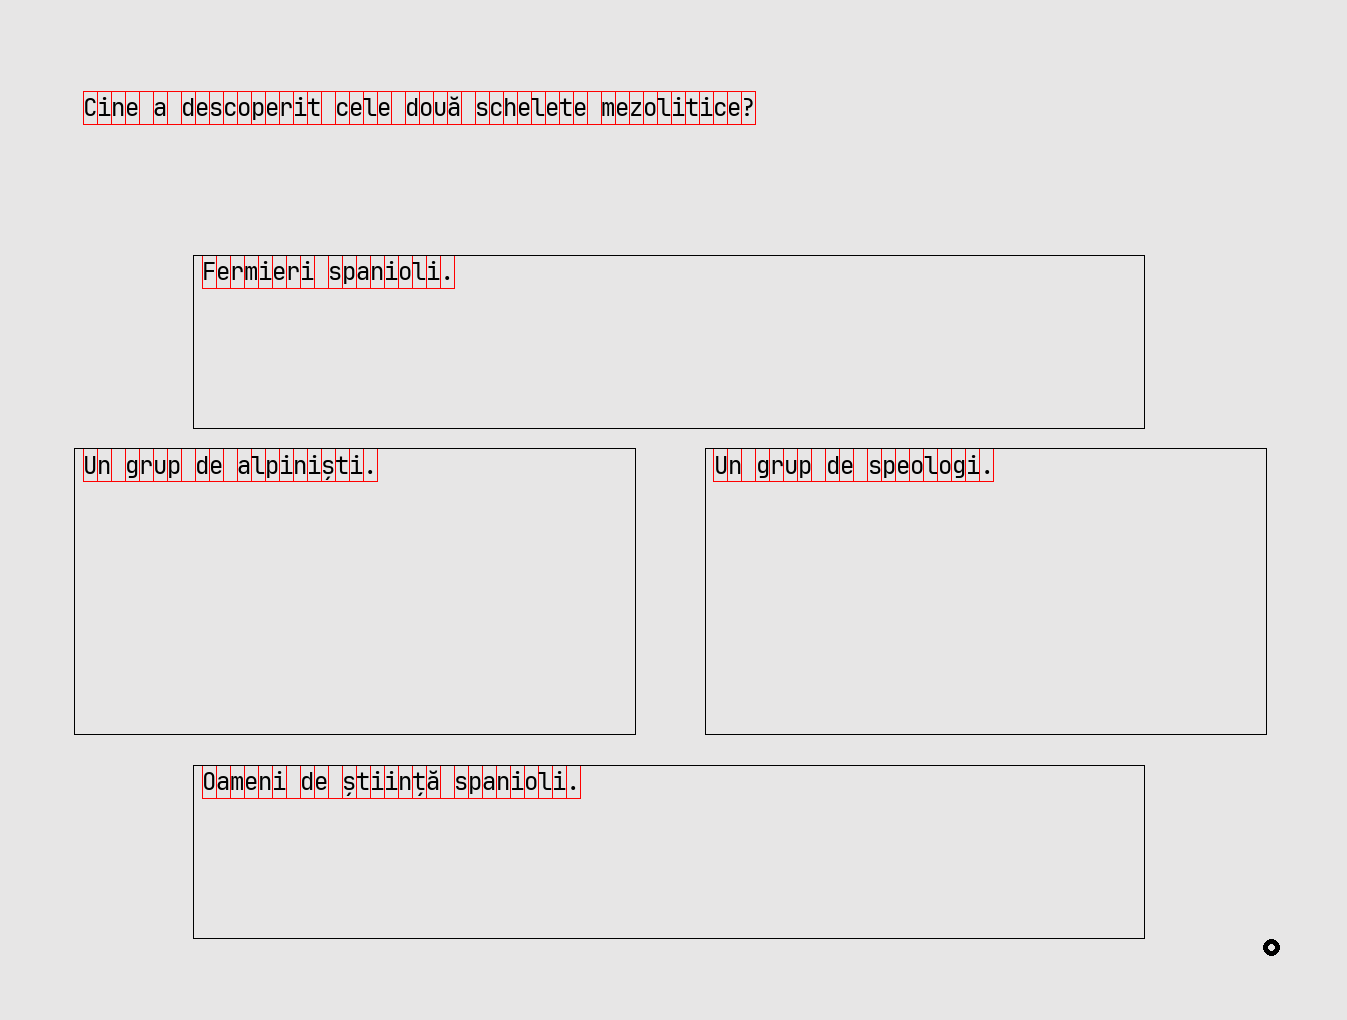 Cine a descoperit cele două schelete mezolitice?
Fermieri spanioli.
Un grup de alpiniști.
Un grup de speologi.
Oameni de știință spanioli.